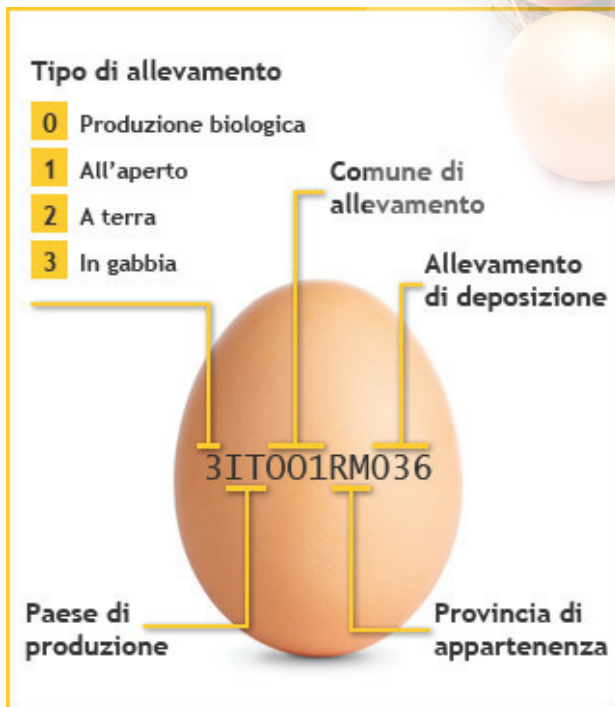 Tipo di allevamento
0 Produzione biologica
1 All'aperto
2 A terra
3 In gabbia
Comune di
allevamento
Allevamento
di deposizione
3IT001RM036
Paese di
produzione
Provincia di
appartenenza